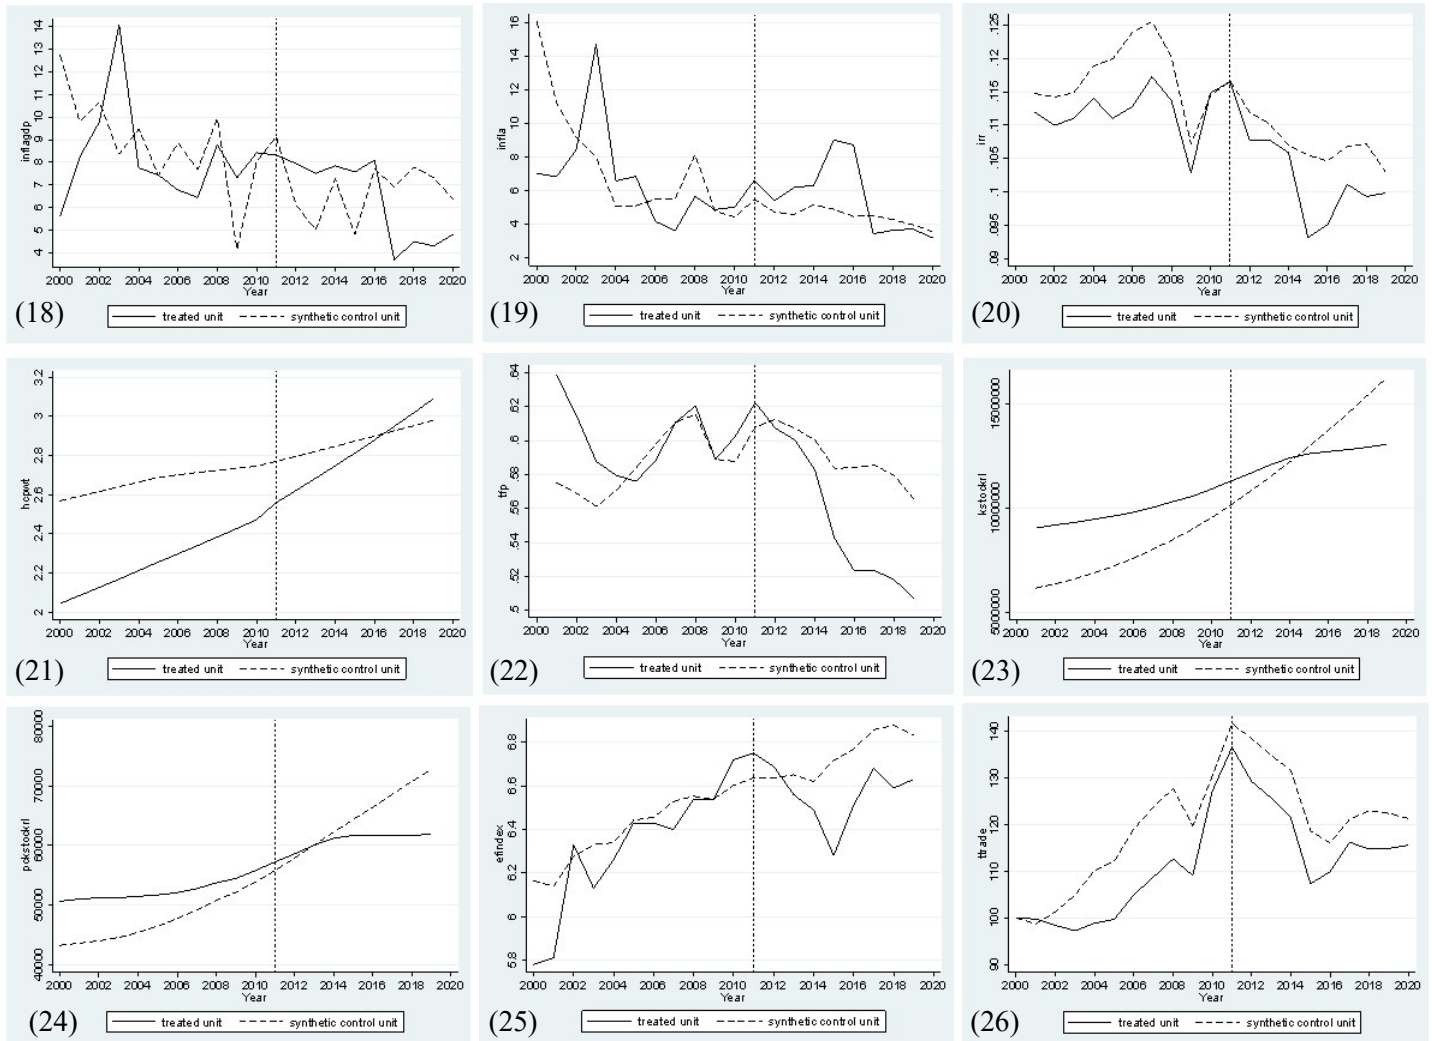 inflagdp
14
13
12
11
10
9
8
7
6
5
4
2000 2002 2004 2006 2008 2010 2012 2014 2016 2018 2020
Year
(18)
treated unit synthetic control unit
infla
16
14
12
10
8
6
4
2
2000 2002 2004 2006 2008 2010 2012 2014 2016 2018 2020
Year
(19)
treated unit synthetic control unit
irr
.125
.12
.115
.11
.105
.1
.095
.09
2000 2002 2004 2006 2008 2010 2012 2014 2016 2018 2020
Year
(20)
treated unit synthetic control unit
hcpwt
3.2
3
2.8
2.6
2.4
2.2
2
2000 2002 2004 2006 2008 2010 2012 2014 2016 2018 2020
Year
(21)
treated unit synthetic control unit
tfp
.64
.62
.6
.58
.56
.54
.52
.5
2000 2002 2004 2006 2008 2010 2012 2014 2016 2018 2020
Year
(22)
treated unit synthetic control unit
kstockrl
15000000
10000000
5000000
2000 2002 2004 2006 2008 2010 2012 2014 2016 2018 2020
Year
(23)
treated unit synthetic control unit
pckstockrl
80000
70000
60000
50000
40000
2000 2002 2004 2006 2008 2010 2012 2014 2016 2018 2020
Year
(24)
treated unit synthetic control unit
efindex
6.8
6.6
6.4
6.2
6
5.8
2000 2002 2004 2006 2008 2010 2012 2014 2016 2018 2020
Year
(25)
treated unit synthetic control unit
ttrade
140
130
120
110
100
90
2000 2002 2004 2006 2008 2010 2012 2014 2016 2018 2020
Year
(26)
treated unit synthetic control unit